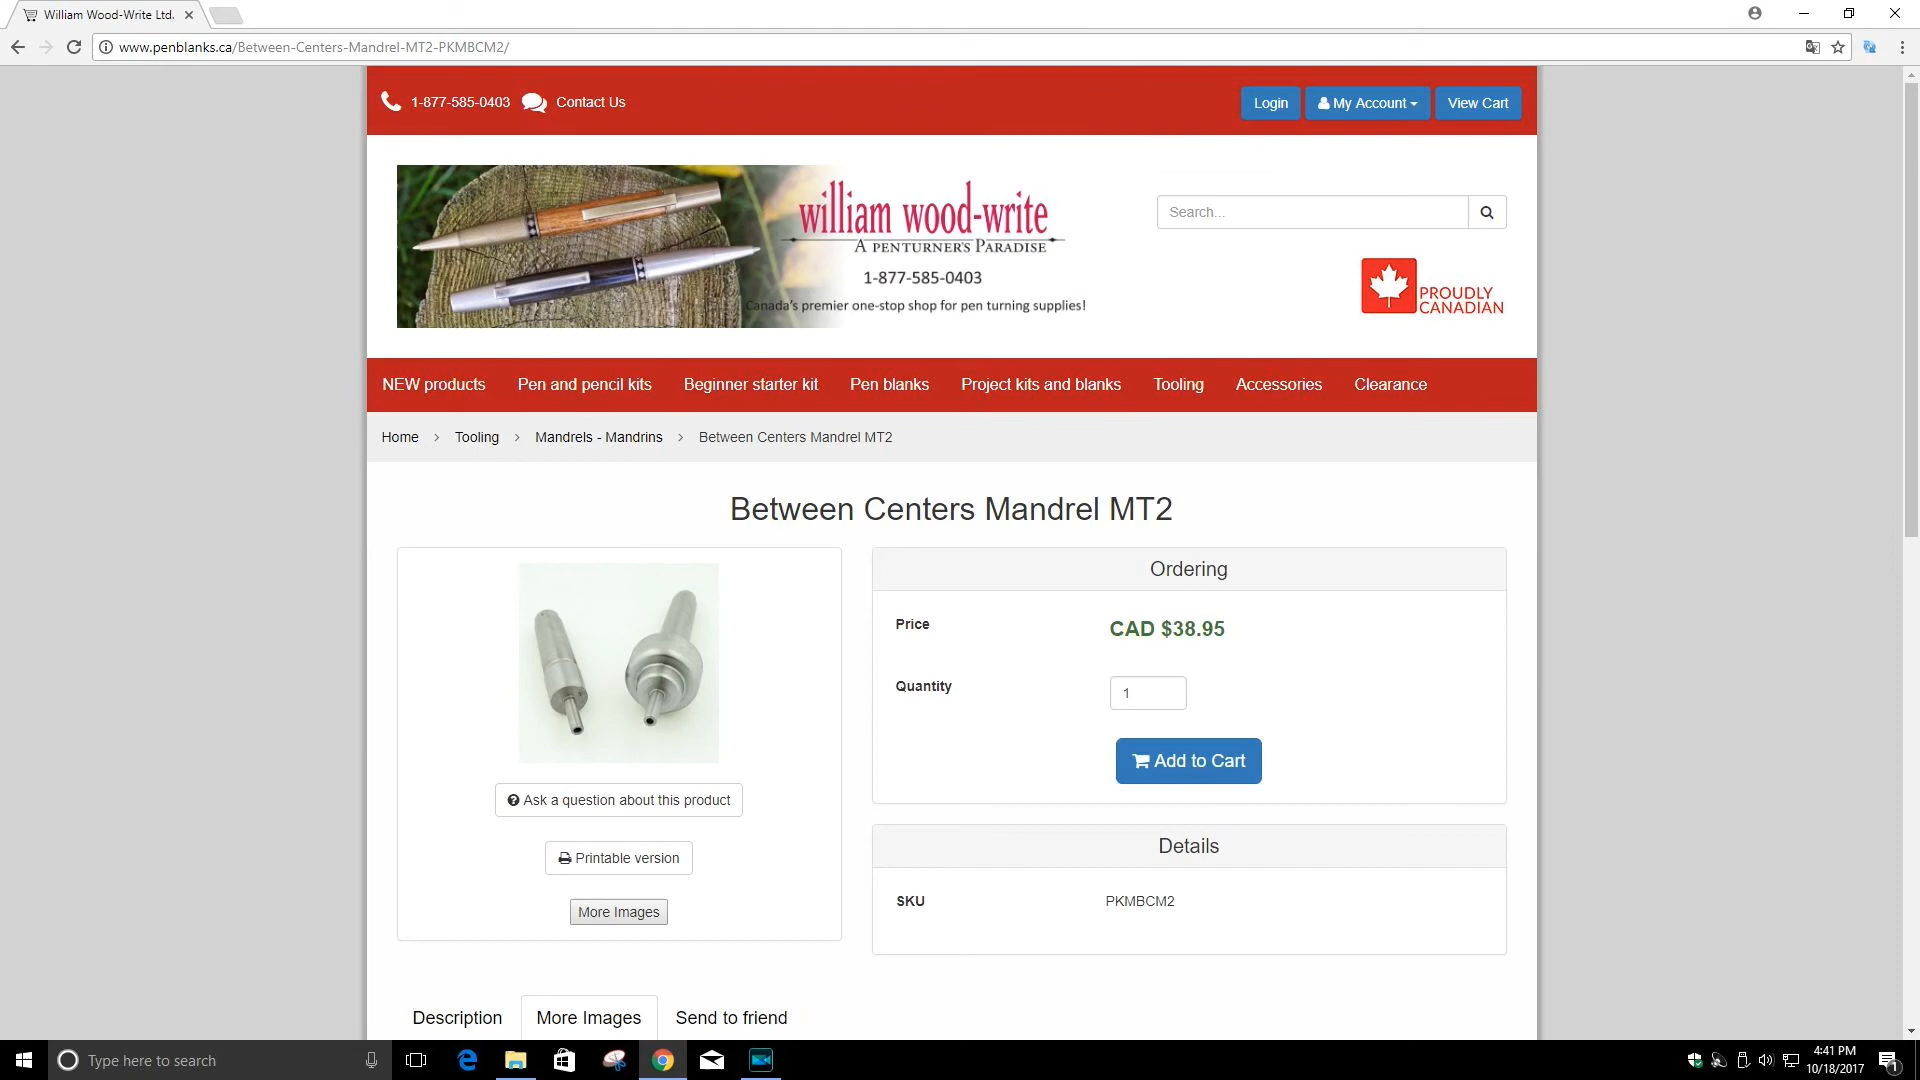 William Wood-Write Ltd.
www.penblanks.ca/Between-Centers-Mandrel-MT2-PKMBCM2/
1-877-585-0403
Contact Us
Login
My Account
View Cart
william wood-write
A PENTURNER'S PARADISE
1-877-585-0403
Canada's premier one-stop shop for pen turning supplies!
Search...
PROUDLY
CANADIAN
NEW products
Pen and pencil kits
Beginner starter kit
Pen blanks
Project kits and blanks
Tooling
Accessories
Clearance
Home > Tooling > Mandrels - Mandrins > Between Centers Mandrel MT2
Between Centers Mandrel MT2
Ask a question about this product
Printable version
More Images
Ordering
Price CAD $38.95
Quantity 1
Add to Cart
Details
SKU PKMBCM2
Description
More Images
Send to friend
Type here to search
4:41 PM
10/18/2017
1